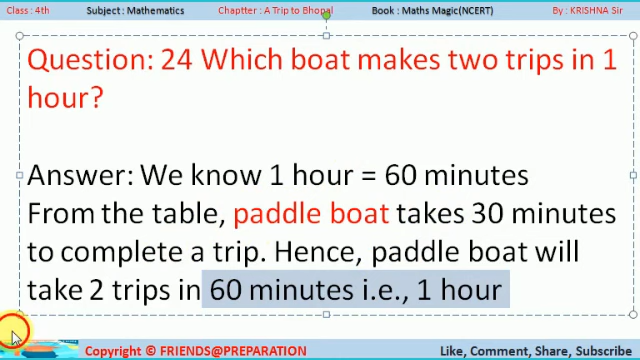 Class : 4th Subject : Mathematics Chaptter : A Trip to Bhopal Book : Maths Magic(NCERT) By : KRISHNA Sir
Question: 24 Which boat makes two trips in 1
hour?
Answer: We know 1 hour = 60 minutes
From the table, paddle boat takes 30 minutes
to complete a trip. Hence, paddle boat will
take 2 trips in 60 minutes i.e., 1 hour
Copyright © FRIENDS@PREPARATION Like, Comment, Share, Subscribe